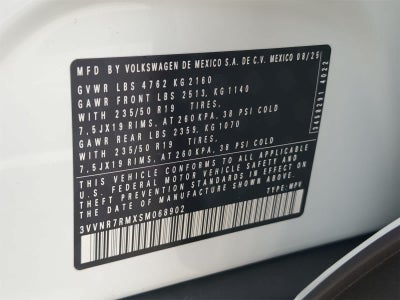 MFD BY VOLKSWAGEN DE MEXICO S.A. DE C.V. MEXICO 08/25
GVWR LBS 4762 KG 2160
GAWR FRONT LBS 2513, KG 1140
WITH 235/50 R19 TIRES.
7.5JX19 RIMS. AT 260 KPA, 38 PSI COLD
GAWR REAR LBS 2359, KG 1070
WITH 235/50 R19 TIRES.
7.5JX19 RIMS. AT 260 KPA, 38 PSI COLD
THIS VEHICLE CONFORMS TO ALL APPLICABLE
U.S. FEDERAL MOTOR VEHICLE SAFETY AND
THEFT PREVENTION STANDARDS IN EFFECT ON
THE DATE OF MANUFACTURE SHOWN ABOVE.
3VVNR7RMXSM068902 TYPE: MPV